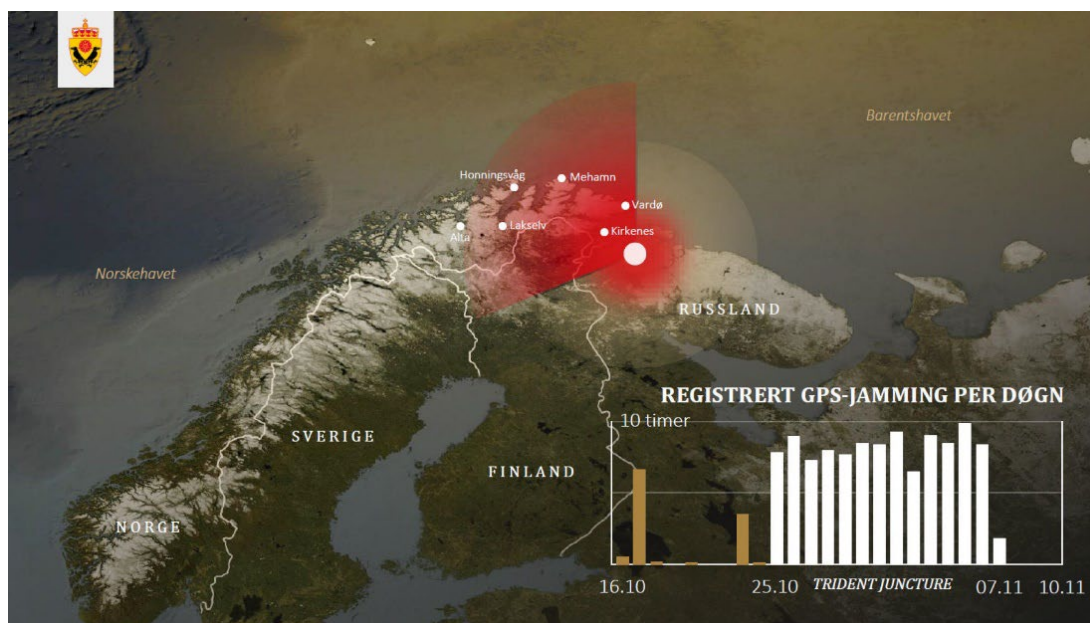 Barentshavet
Honningsvåg
Mehamn
Vardø
Alta
Lakselv
Kirkenes
Norskehavet
RUSSLAND
SVERIGE
FINLAND
NORGE
REGISTRERT GPS-JAMMING PER DØGN
10 timer
16.10 25.10 TRIDENT JUNCTURE 07.11 10.11